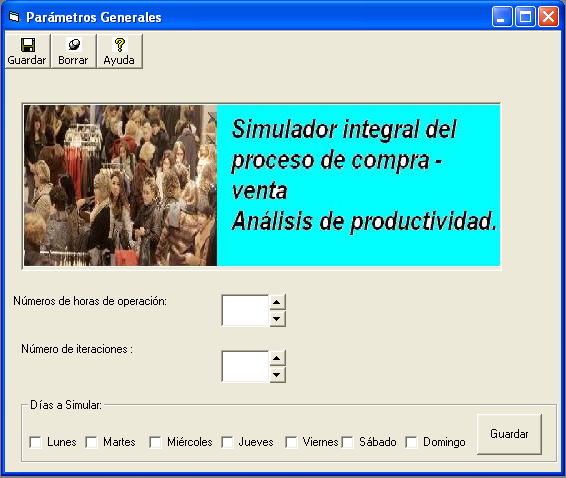 Parámetros Generales
Guardar Borrar Ayuda
Simulador integral del
proceso de compra -
venta
Análisis de productividad.
Números de horas de operación:
Número de iteraciones :
Días a Simular:
Lunes Martes Miércoles Jueves Viernes Sábado Domingo Guardar